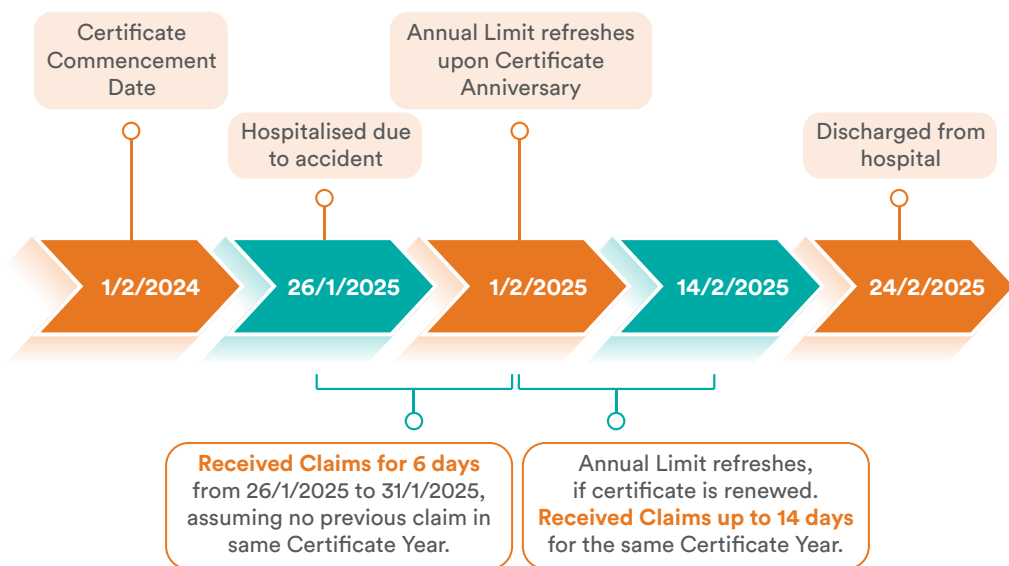 Certificate
Commencement
Date
Annual Limit refreshes
upon Certificate
Anniversary
Hospitalised due
to accident
Discharged from
hospital
1/2/2024
26/1/2025
1/2/2025
14/2/2025
24/2/2025
Received Claims for 6 days
from 26/1/2025 to 31/1/2025,
assuming no previous claim in
same Certificate Year.
Annual Limit refreshes,
if certificate is renewed.
Received Claims up to 14 days
for the same Certificate Year.